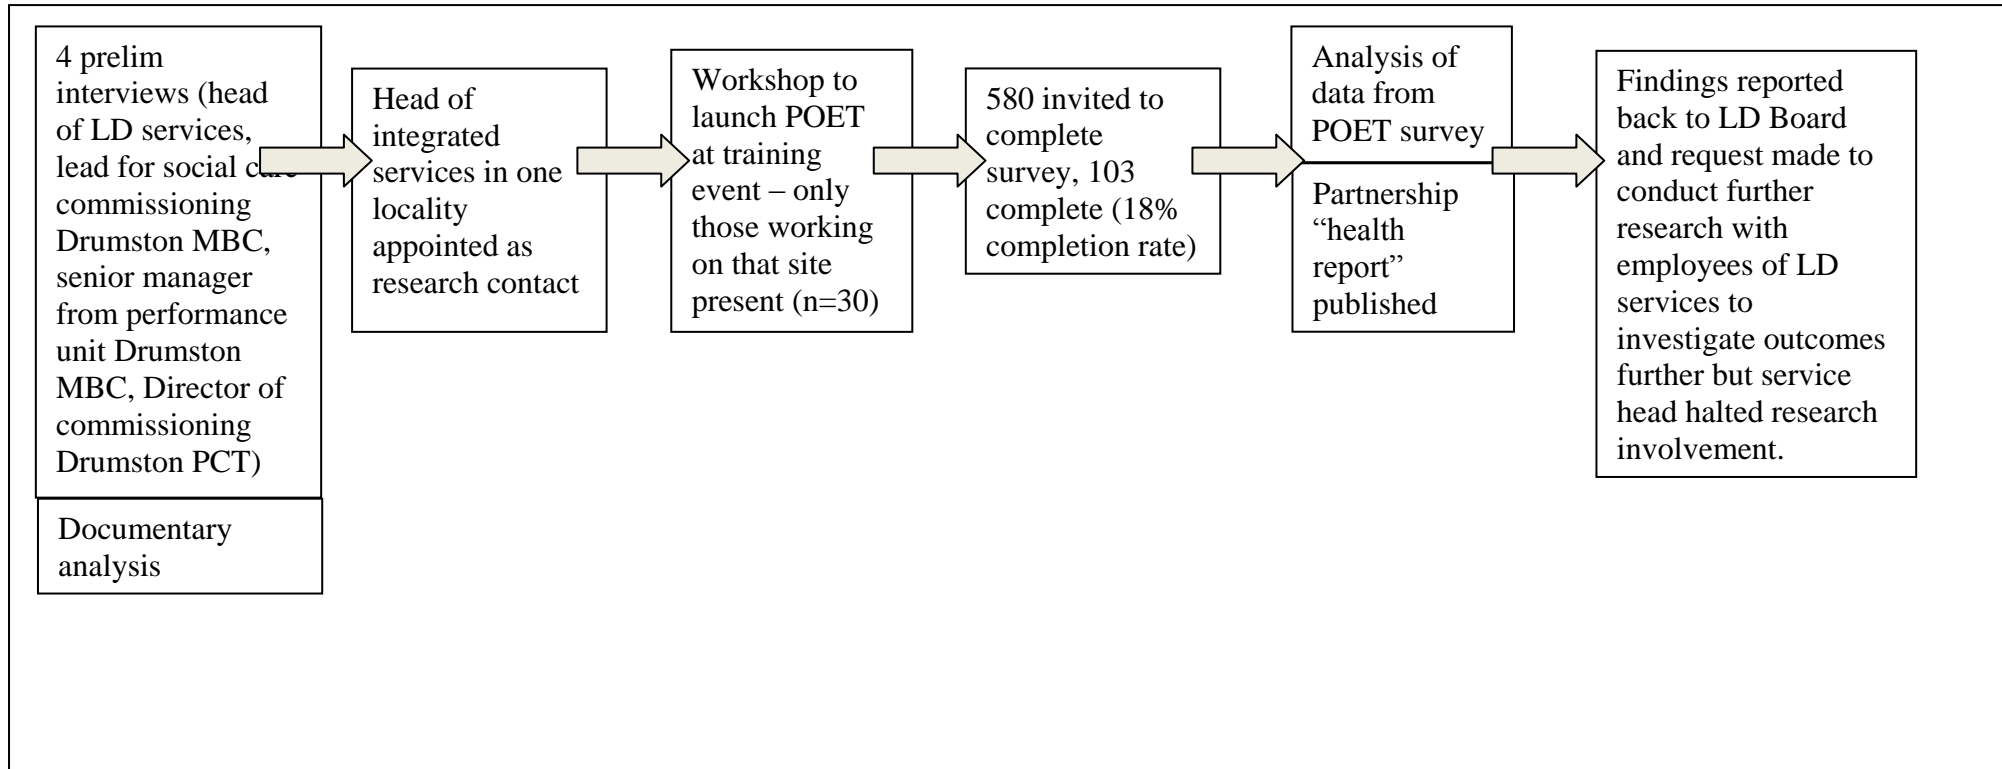 4 prelim
interviews (head
of LD services,
lead for social care
commissioning
Drumston MBC,
senior manager
from performance
unit Drumston
MBC, Director of
commissioning
Drumston PCT)
Documentary
analysis
Head of
integrated
services in one
locality
appointed as
research contact
Workshop to
launch POET
at training
event – only
those working
on that site
present (n=30)
580 invited to
complete
survey, 103
complete (18%
completion rate)
Analysis of
data from
POET survey
Partnership
“health
report”
published
Findings reported
back to LD Board
and request made to
conduct further
research with
employees of LD
services to
investigate outcomes
further but service
head halted research
involvement.